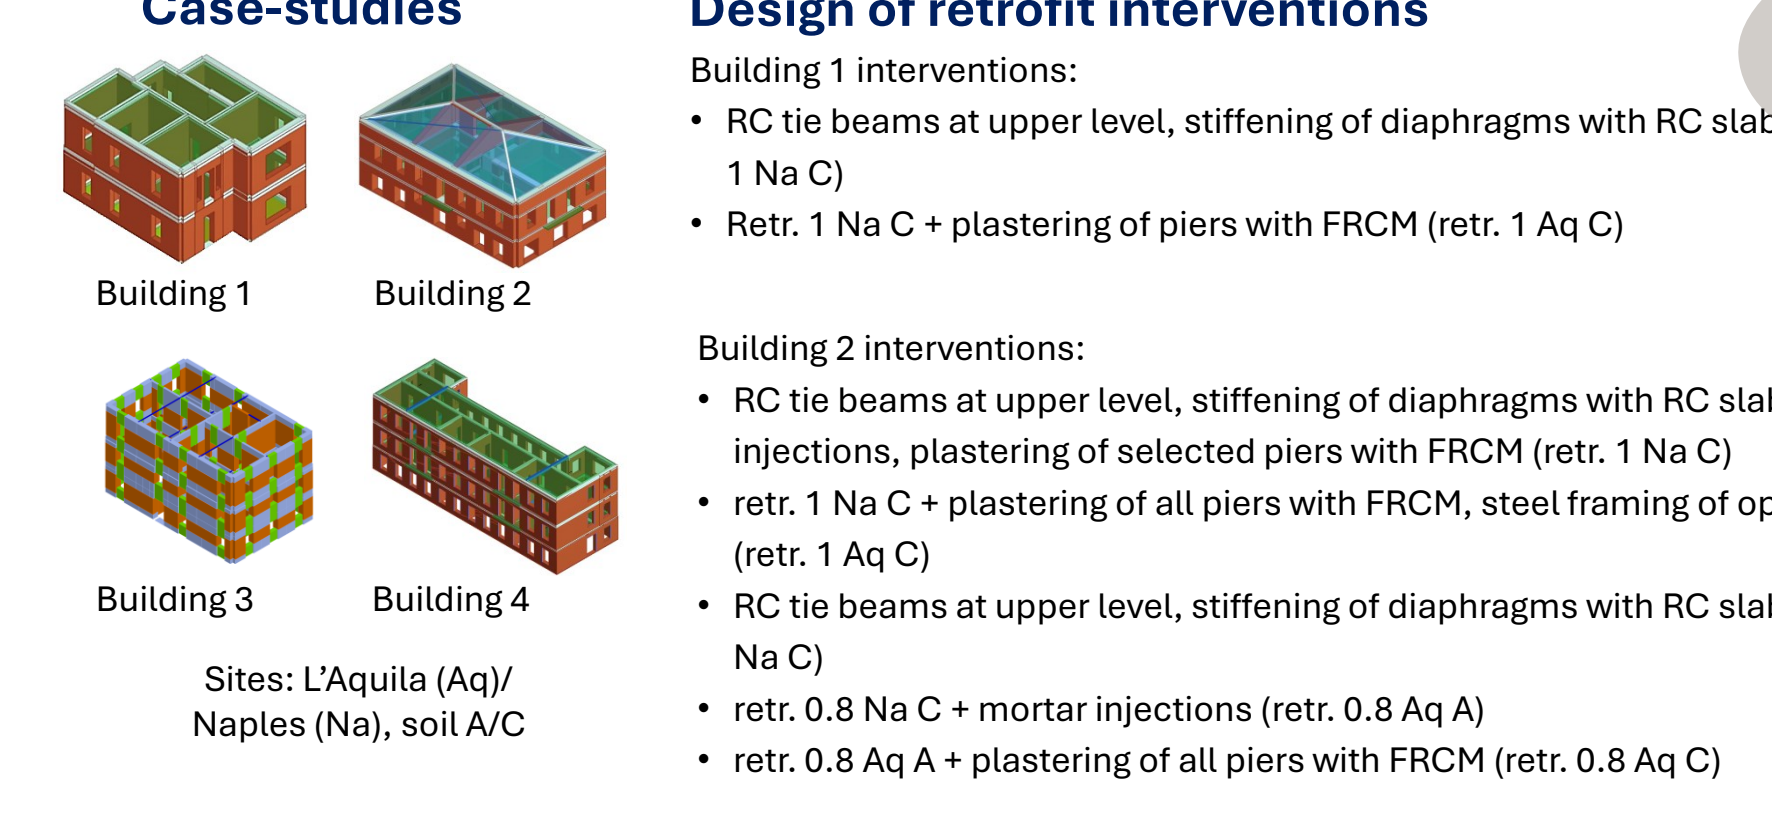 Case-studies
Building 1
Building 2
Building 3
Building 4
Sites: L’Aquila (Aq)/
Naples (Na), soil A/C
Design of retrofit interventions
Building 1 interventions:
• RC tie beams at upper level, stiffening of diaphragms with RC
1 Na C)
• Retr. 1 Na C + plastering of piers with FRCM (retr. 1 Aq C)
Building 2 interventions:
• RC tie beams at upper level, stiffening of diaphragms with RC
injections, plastering of selected piers with FRCM (retr. 1 Na C)
• retr. 1 Na C + plastering of all piers with FRCM, steel framing of
(retr. 1 Aq C)
• RC tie beams at upper level, stiffening of diaphragms with RC
Na C)
• retr. 0.8 Na C + mortar injections (retr. 0.8 Aq A)
• retr. 0.8 Aq A + plastering of all piers with FRCM (retr. 0.8 Aq C)